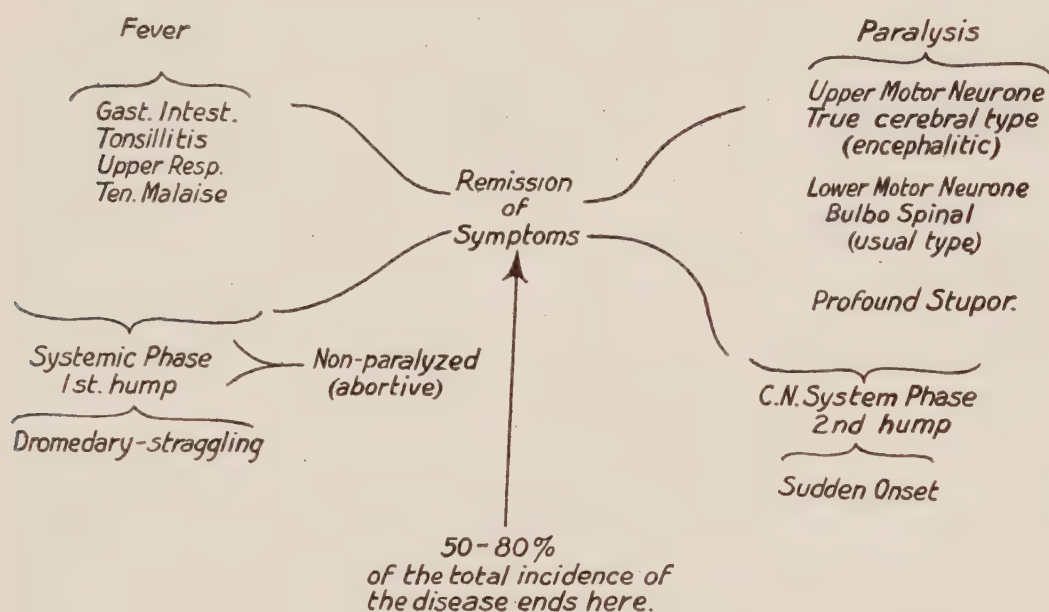 Fever
Gast. Intest.
Tonsillitis
Upper Resp.
Ten. Malaise
Systemic Phase
1st. hump
Dromedary-straggling
Non-paralyzed
(abortive)
Remission
of
Symptoms
50-80%
of the total incidence of
the disease ends here.
Paralysis
Upper Motor Neurone
True cerebral type
(encephalitic)
Lower Motor Neurone
Bulbo Spinal
(usual type)
Profound Stupor.
C.N. System Phase
2nd hump
Sudden Onset